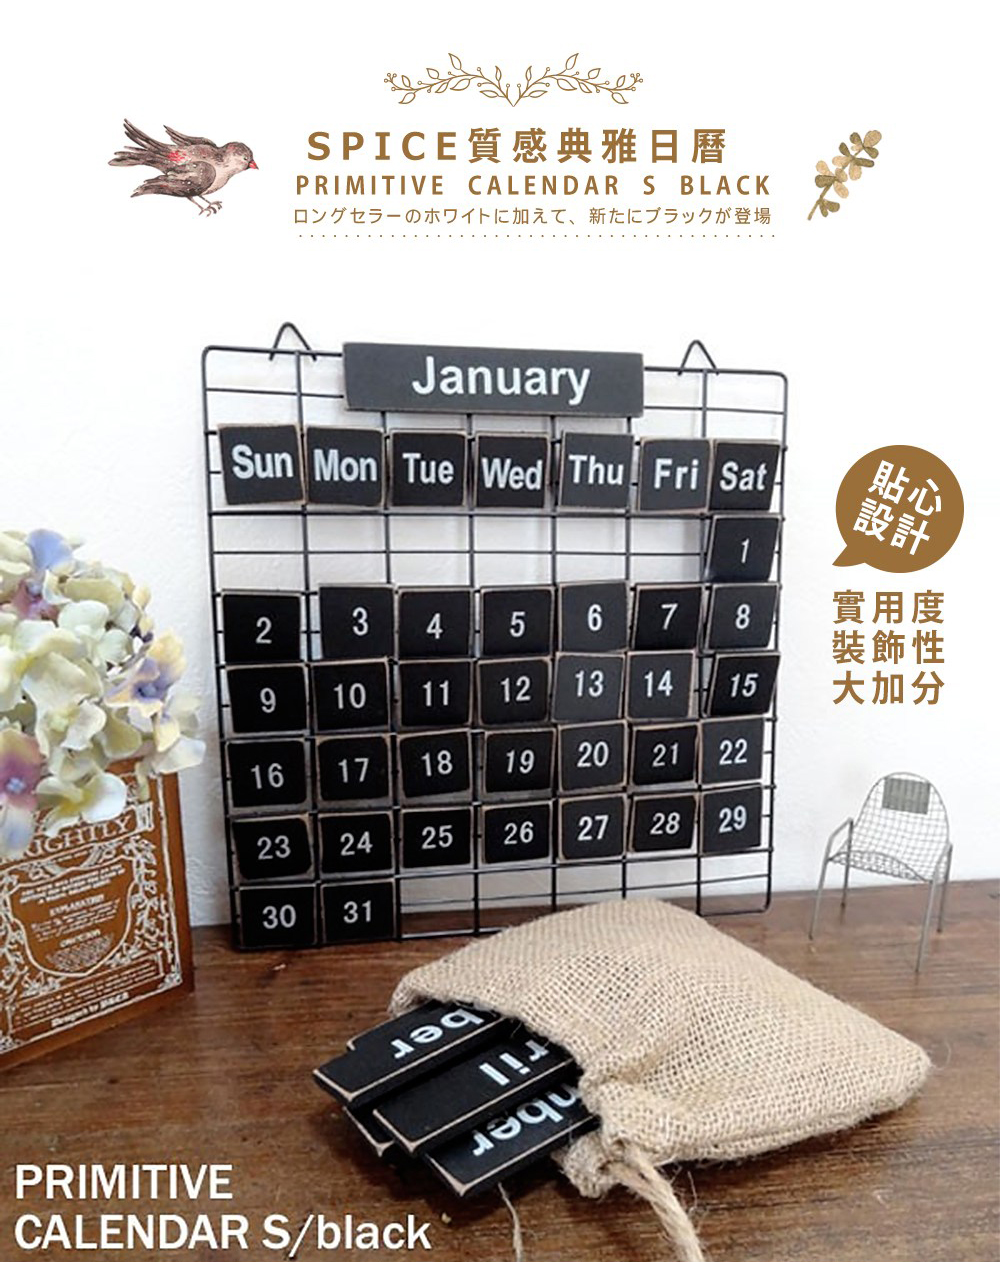 SPICE質感典雅日曆
PRIMITIVE CALENDAR S BLACK
ロングセラーのホワイトに加えて、新たにブラックが登場
January
Sun Mon Tue Wed Thu Fri Sat
1
2 3 4 5 6 7 8
9 10 11 12 13 14 15
16 17 18 19 20 21 22
23 24 25 26 27 28 29
30 31
貼心
設計
實用度
裝飾性
大加分
EXPLANATION
ber
ril
mber
PRIMITIVE
CALENDAR S/black